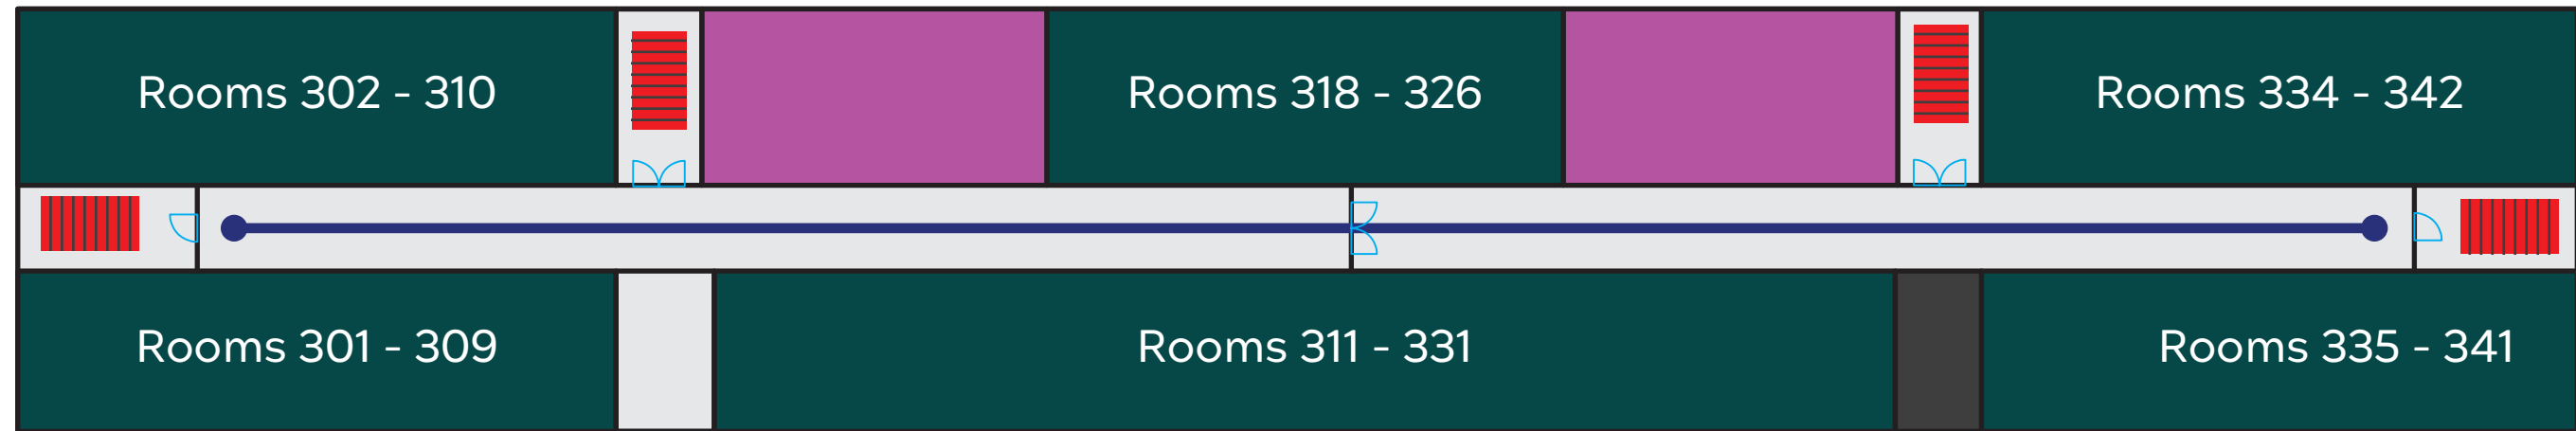 Rooms 302 - 310
Rooms 318 - 326
Rooms 334 - 342
Rooms 301 - 309
Rooms 311 - 331
Rooms 335 - 341